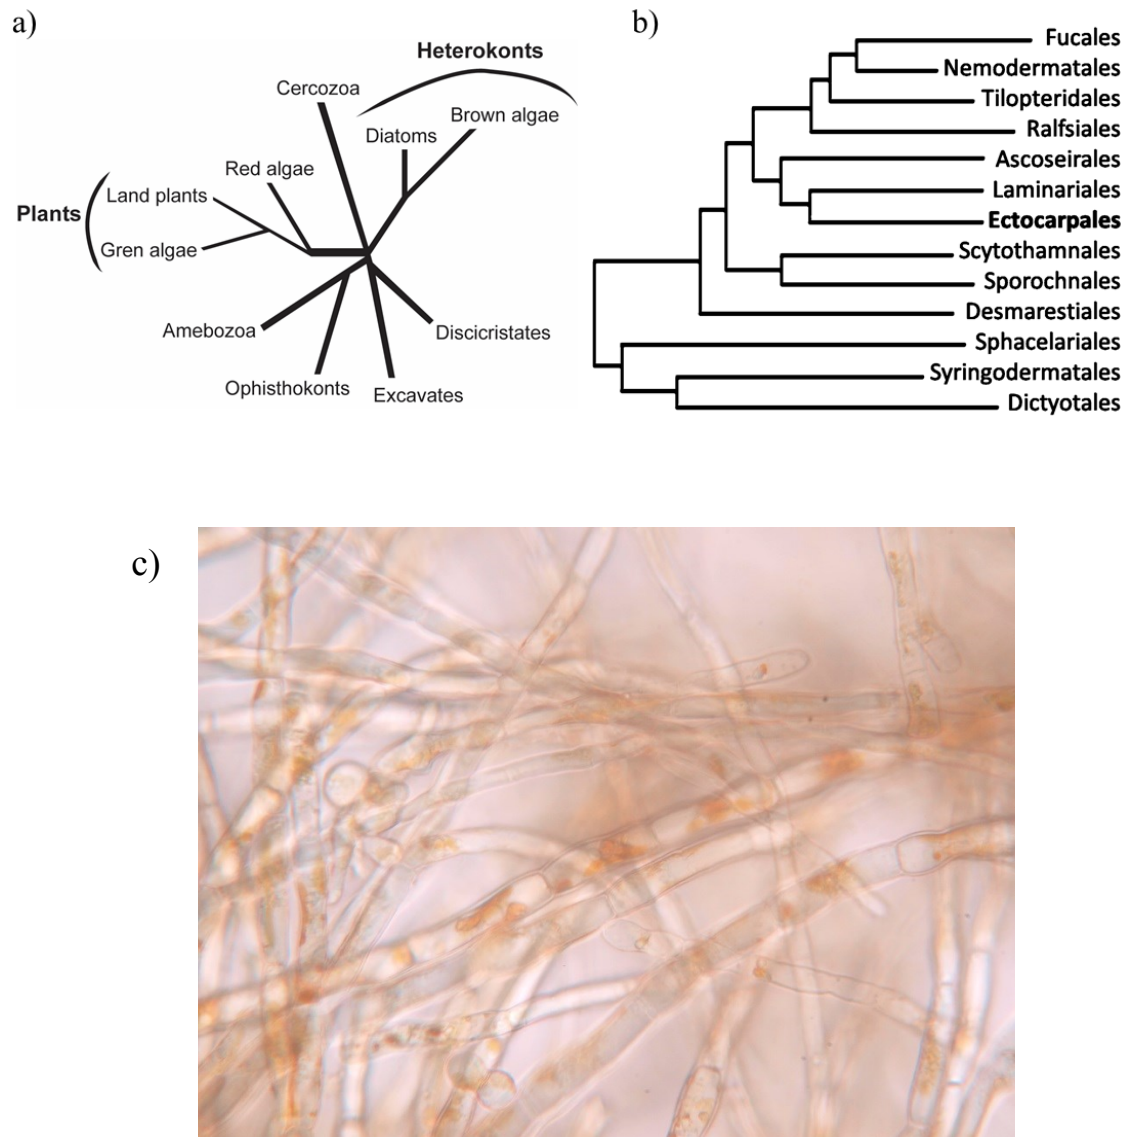 a)
Heterokonts
Cercozoa
Brown algae
Diatoms
Red algae
Land plants
Plants
Gren algae
Amebozoa
Discicristates
Ophisthokonts
Excavates
b)
Fucales
Nemodermatales
Tilopteridales
Ralfsiales
Ascoseirales
Laminariales
Ectocarpales
Scytothamnales
Sporochnales
Desmarestiales
Sphacelariales
Syringodermatales
Dictyotales
c)